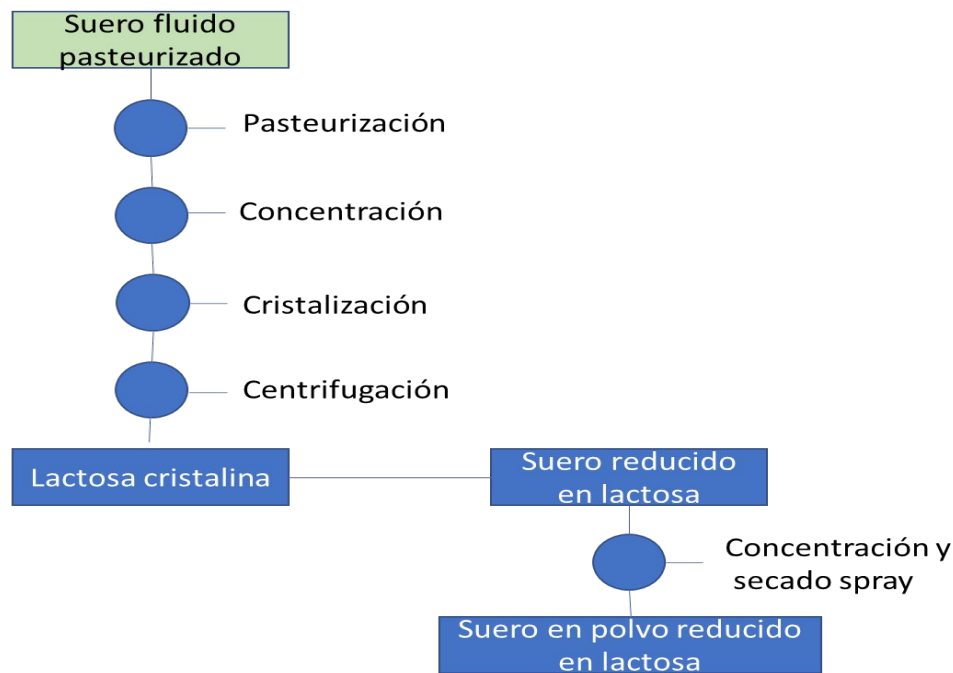 Suero fluido
pasteurizado
Pasteurización
Concentración
Cristalización
Centrifugación
Lactosa cristalina
Suero reducido
en lactosa
Concentración y
secado spray
Suero en polvo reducido
en lactosa